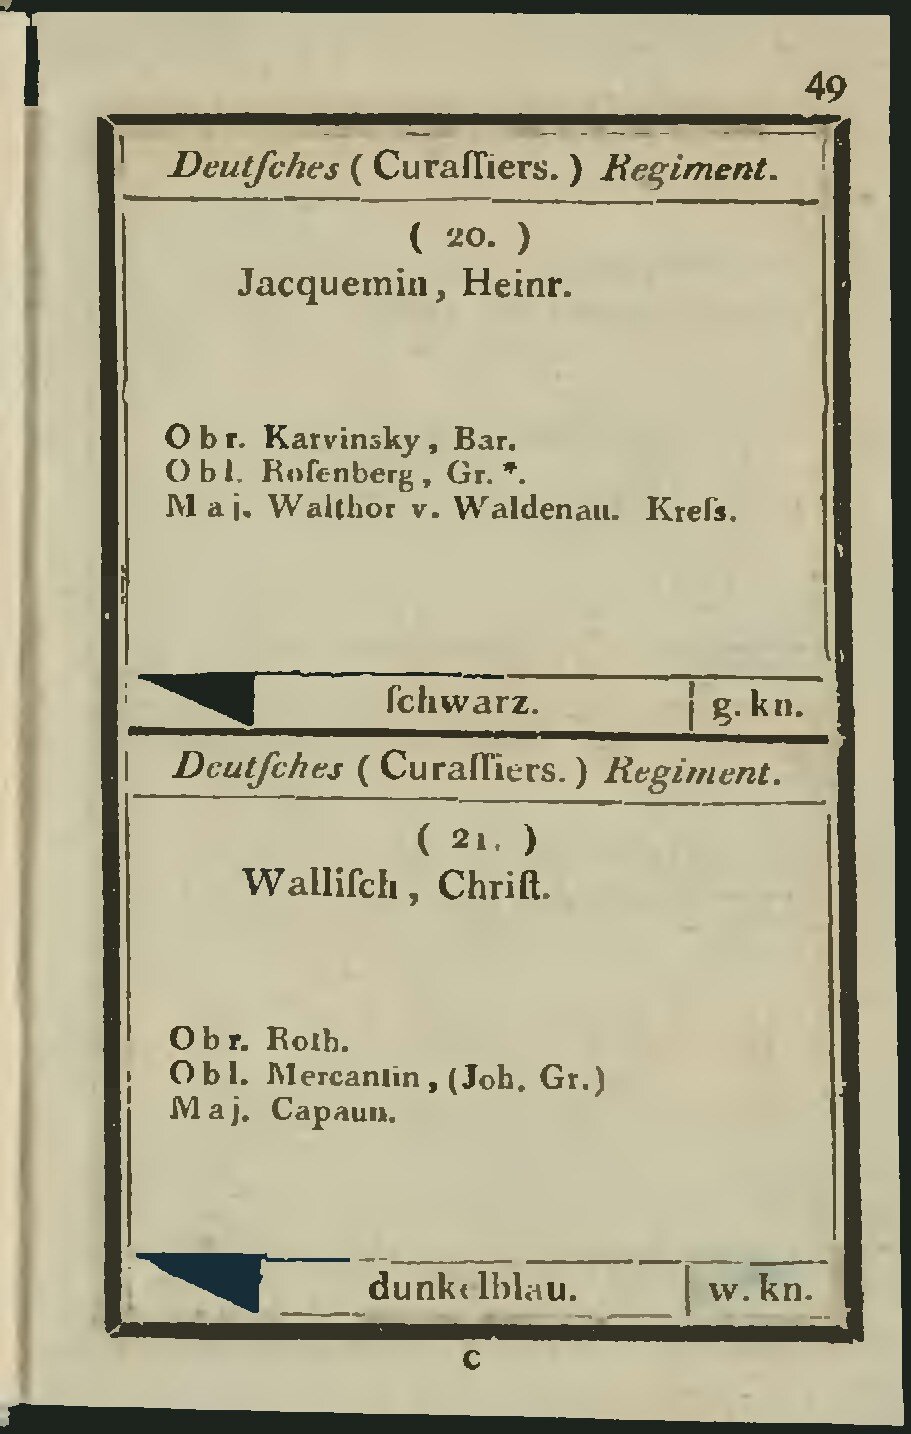 49
Deutſches (Curaſſiers.) Regiment.
( 20. )
Jacquemin, Heinr.
Obr. Karvinsky, Bar.
Obl. Roſenberg, Gr. *.
Maj. Walthor v. Waldenau. Kreſs.
ſchwarz. g. kn.
Deutſches (Curaſſiers.) Regiment.
( 21. )
Walliſch, Chriſt.
Obr. Roth.
Obl. Mercantin, (Joh. Gr.)
Maj. Capaun.
dunkelblau. w. kn.
C